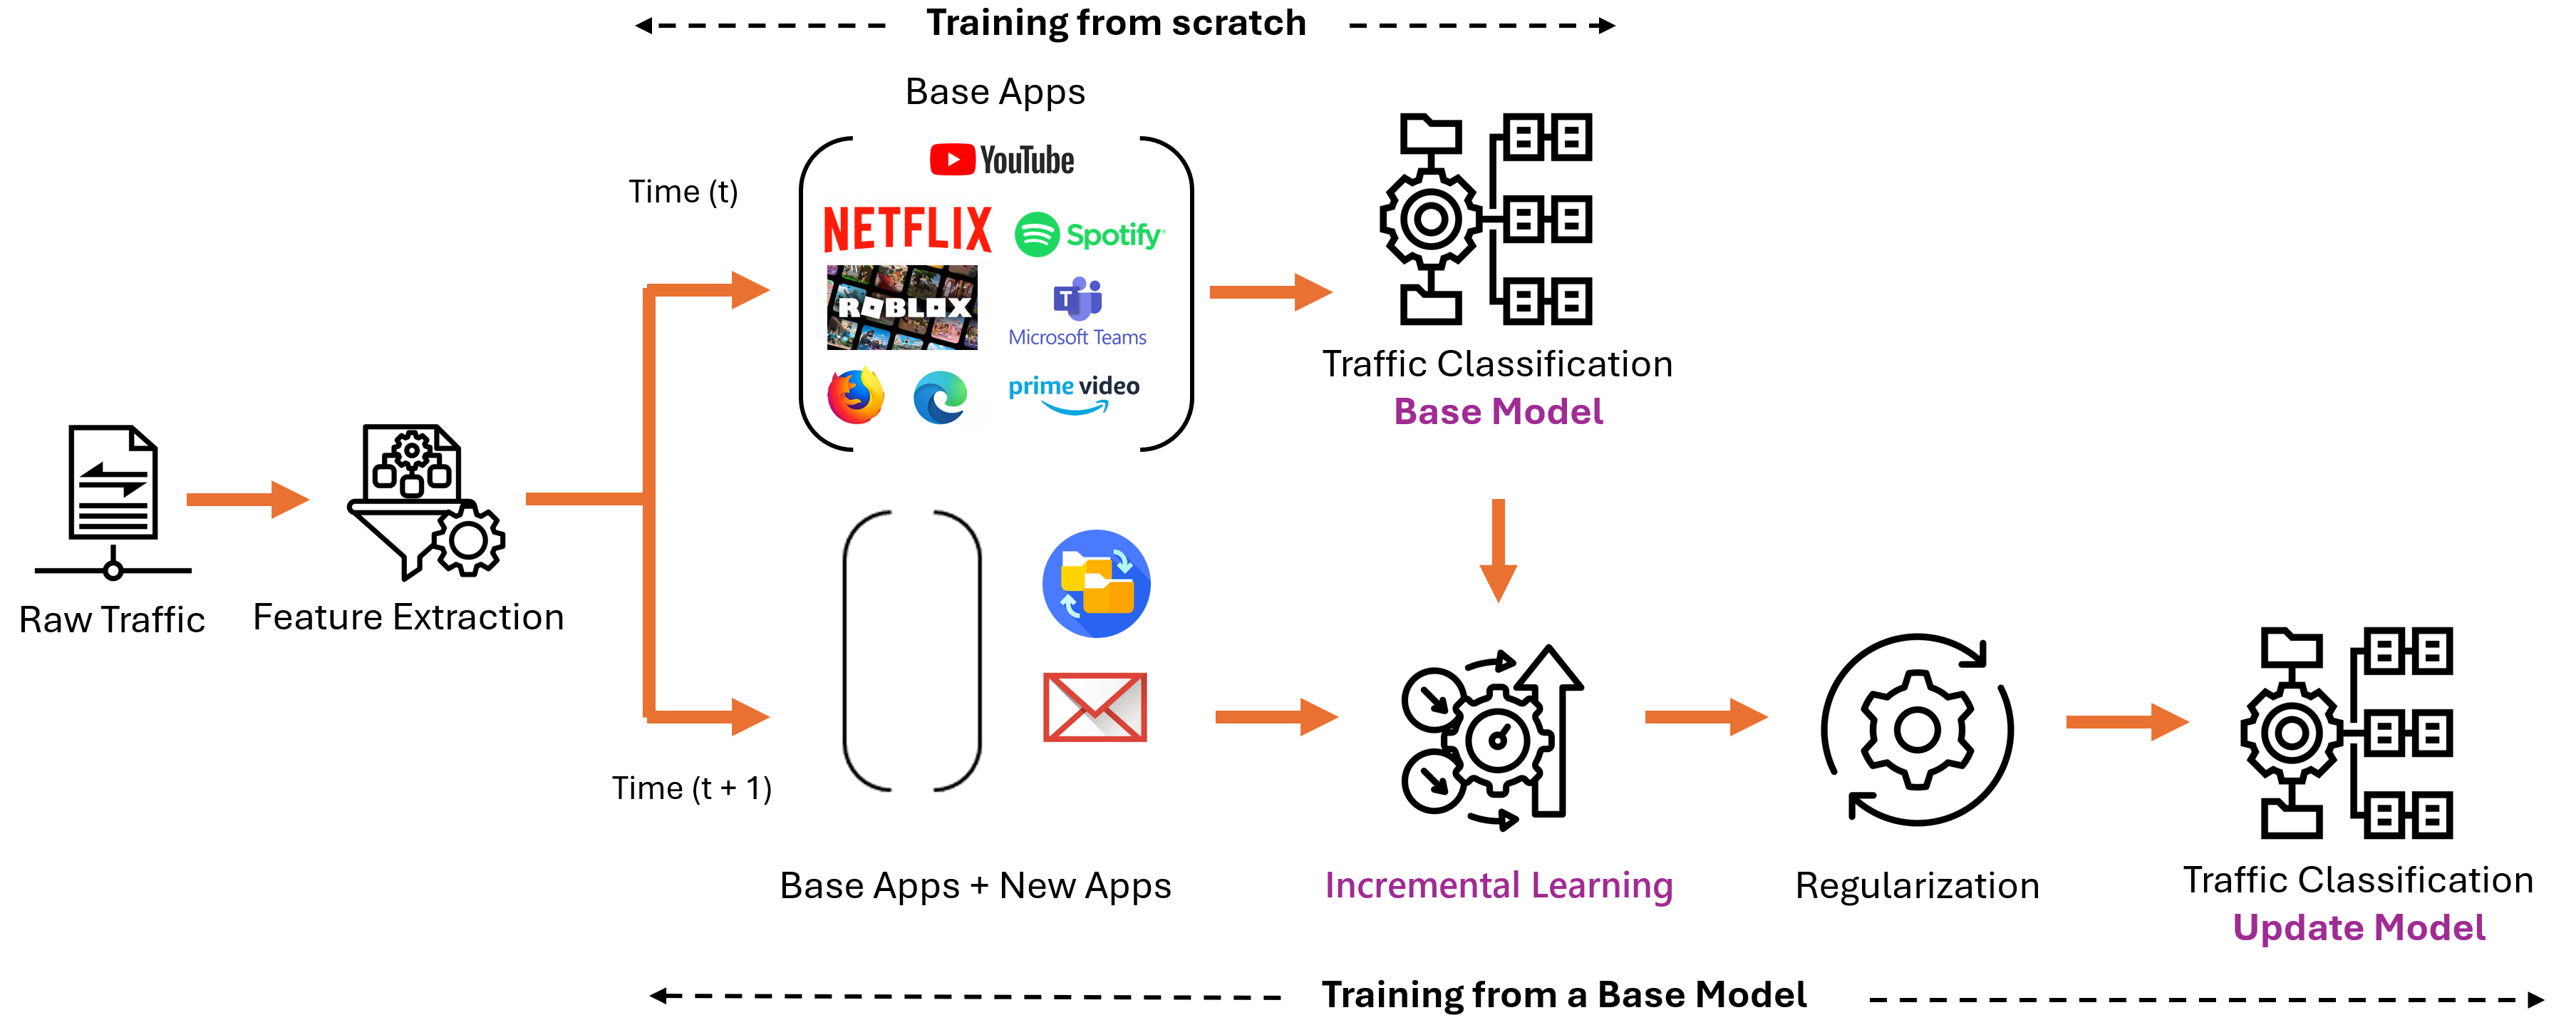 Training from scratch
Base Apps
YouTube
Time (t)
NETFLIX
Spotify
ROBLOX
T
Microsoft Teams
prime video
Traffic Classification
Base Model
Raw Traffic
Feature Extraction
Time (t + 1)
Base Apps + New Apps
Incremental Learning
Regularization
Traffic Classification
Update Model
Training from a Base Model